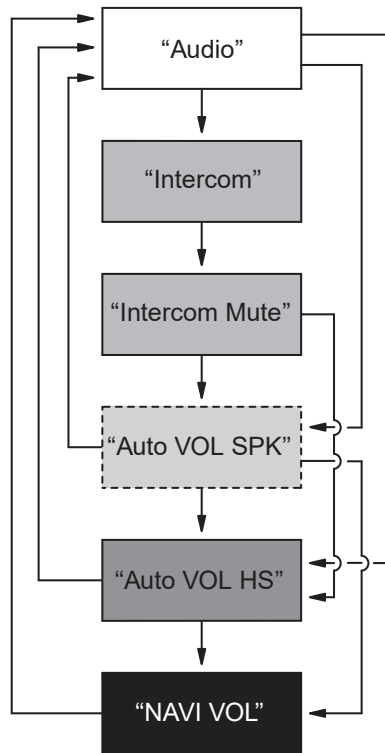 “Audio”
“Intercom”
“Intercom Mute”
“Auto VOL SPK”
“Auto VOL HS”
“NAVI VOL”